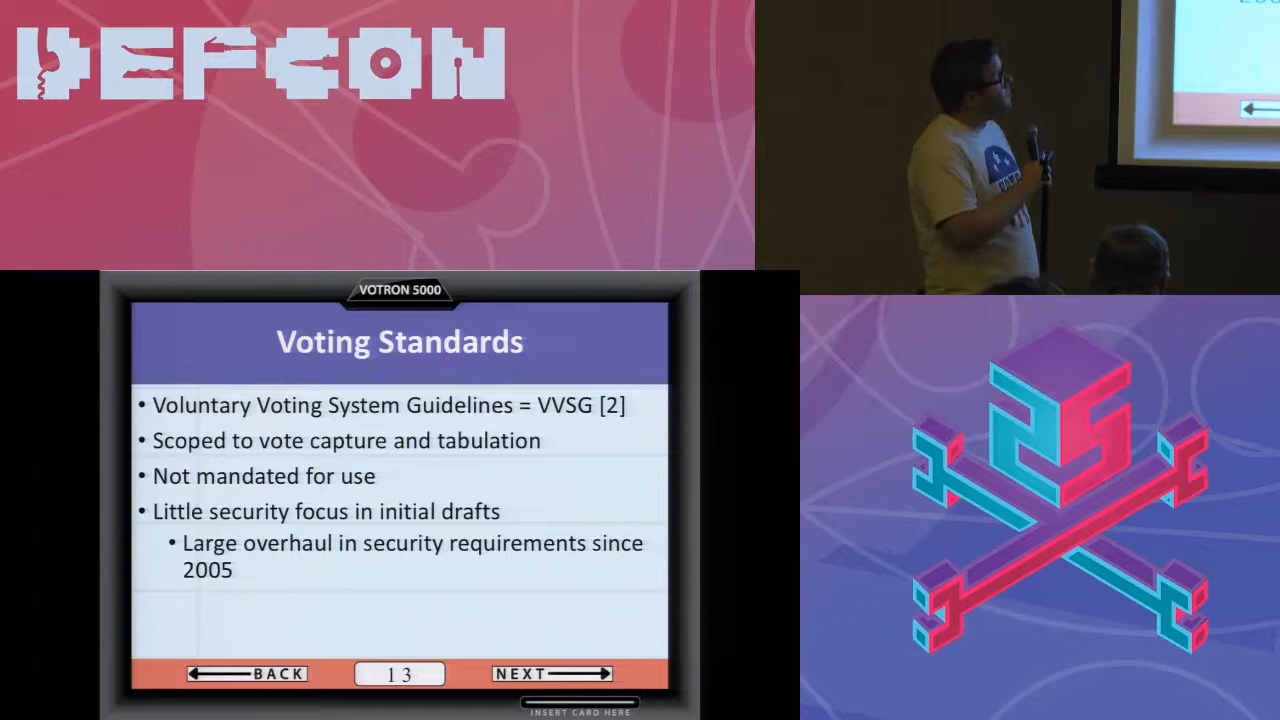 DEFCON
VOTRON 5000
Voting Standards
• Voluntary Voting System Guidelines = VVSG [2]
• Scoped to vote capture and tabulation
• Not mandated for use
• Little security focus in initial drafts
• Large overhaul in security requirements since
2005
BACK
13
NEXT
INSERT CARD HERE
25